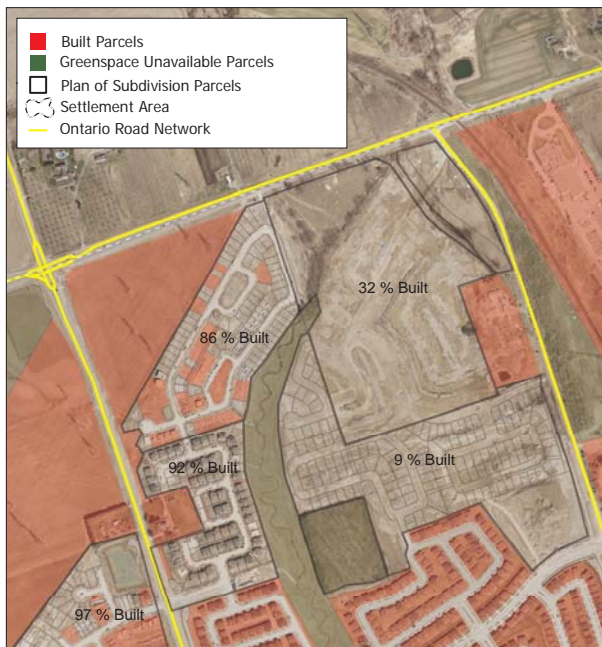 Built Parcels
Greenspace Unavailable Parcels
Plan of Subdivision Parcels
Settlement Area
Ontario Road Network
32 % Built
86 % Built
92 % Built
9 % Built
97 % Built